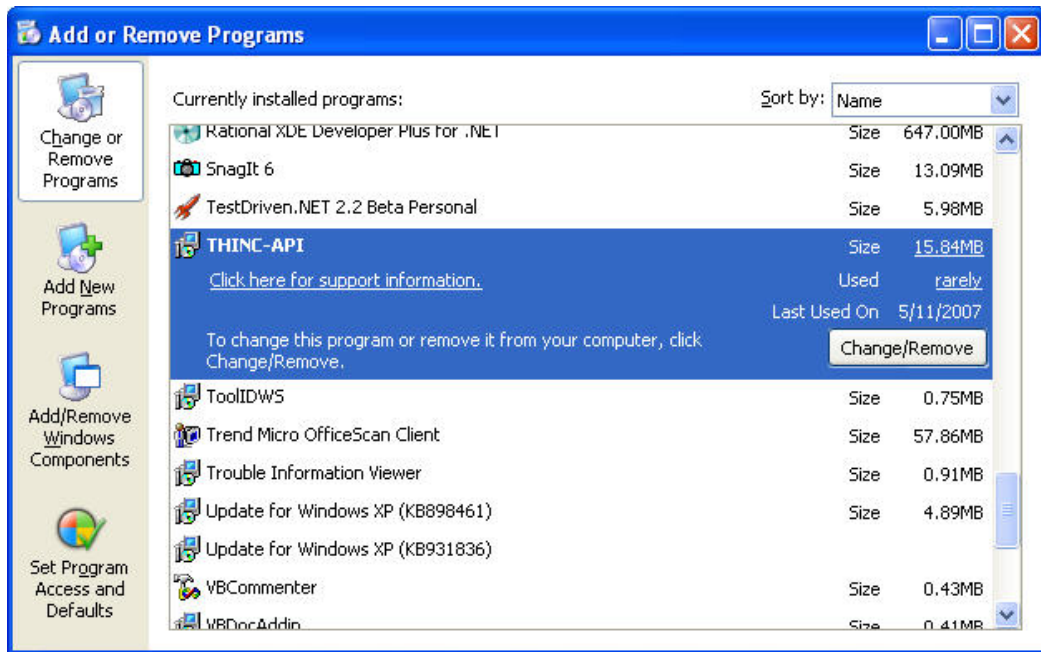 Add or Remove Programs
Change or
Remove
Programs
Add New
Programs
Add/Remove
Windows
Components
Set Program
Access and
Defaults
Currently installed programs:
Sort by: Name
Rational XDE Developer Plus for .NET Size 647.00MB
SnagIt 6 Size 13.09MB
TestDriven.NET 2.2 Beta Personal Size 5.98MB
THINC-API Size 15.84MB
Click here for support information. Used rarely
Last Used On 5/11/2007
To change this program or remove it from your computer, click
Change/Remove.
Change/Remove
ToolIDWS Size 0.75MB
Trend Micro OfficeScan Client Size 57.86MB
Trouble Information Viewer Size 0.91MB
Update for Windows XP (KB898461) Size 4.89MB
Update for Windows XP (KB931836)
VBCommenter Size 0.43MB
VBDocAddin Size 0.41MB